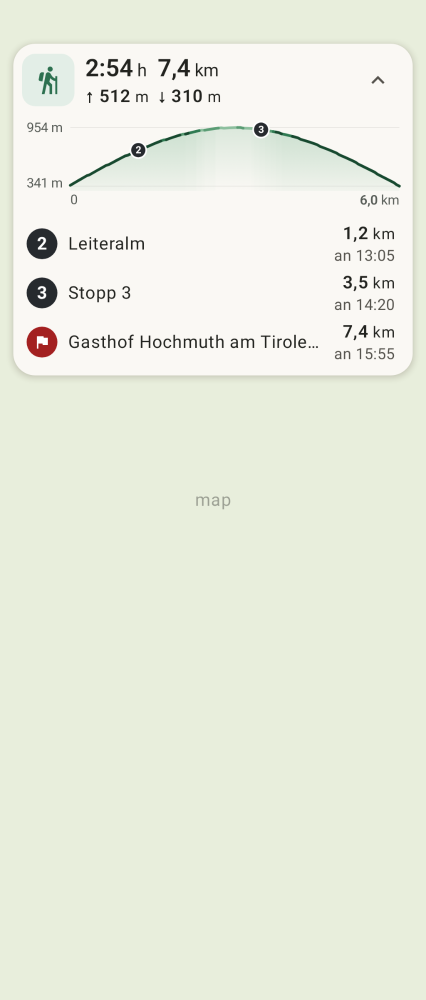 2:54 h 7,4 km
↑ 512 m ↓ 310 m
954 m
341 m
2
3
0
6,0 km
2 Leiteralm 1,2 km
an 13:05
3 Stopp 3 3,5 km
an 14:20
Gasthof Hochmuth am Tirole… 7,4 km
an 15:55
map